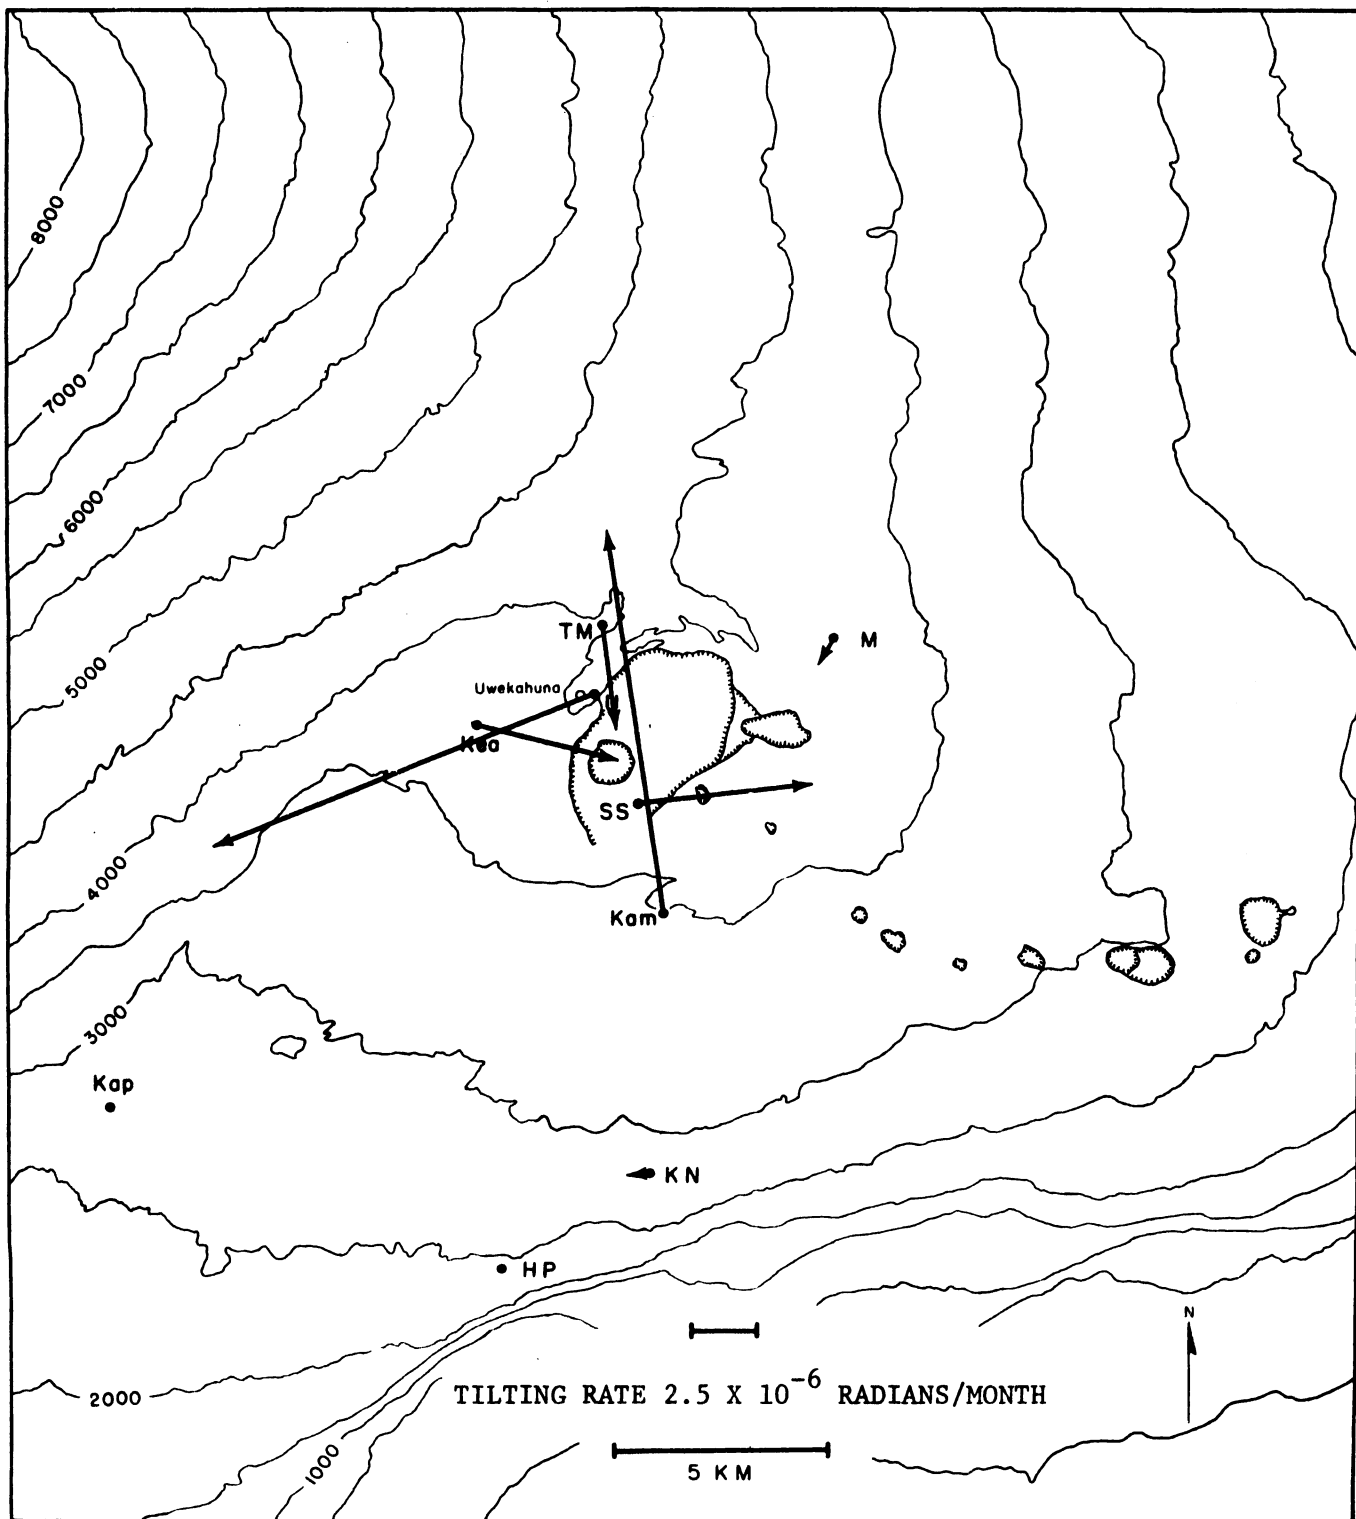 8000
7000
6000
5000
4000
3000
TM
M
Uwekahuna
Kea
SS
Kam
Kap
KN
HP
N
TILTING RATE 2.5 X 10⁻⁶ RADIANS/MONTH
2000
1000
5 KM